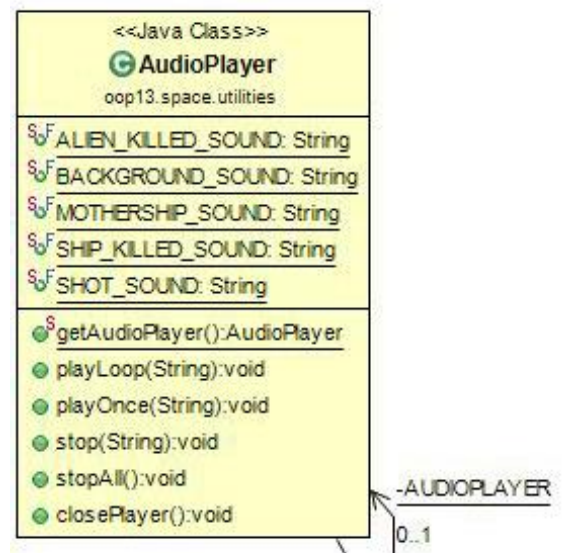 <<Java Class>>
AudioPlayer
oop13.space.utilities
ALIEN_KILLED_SOUND: String
BACKGROUND_SOUND: String
MOTHERSHIP_SOUND: String
SHIP_KILLED_SOUND: String
SHOT_SOUND: String
getAudioPlayer():AudioPlayer
playLoop(String):void
playOnce(String):void
stop(String):void
stopAll():void
closePlayer():void
-AUDIOPLAYER
0..1